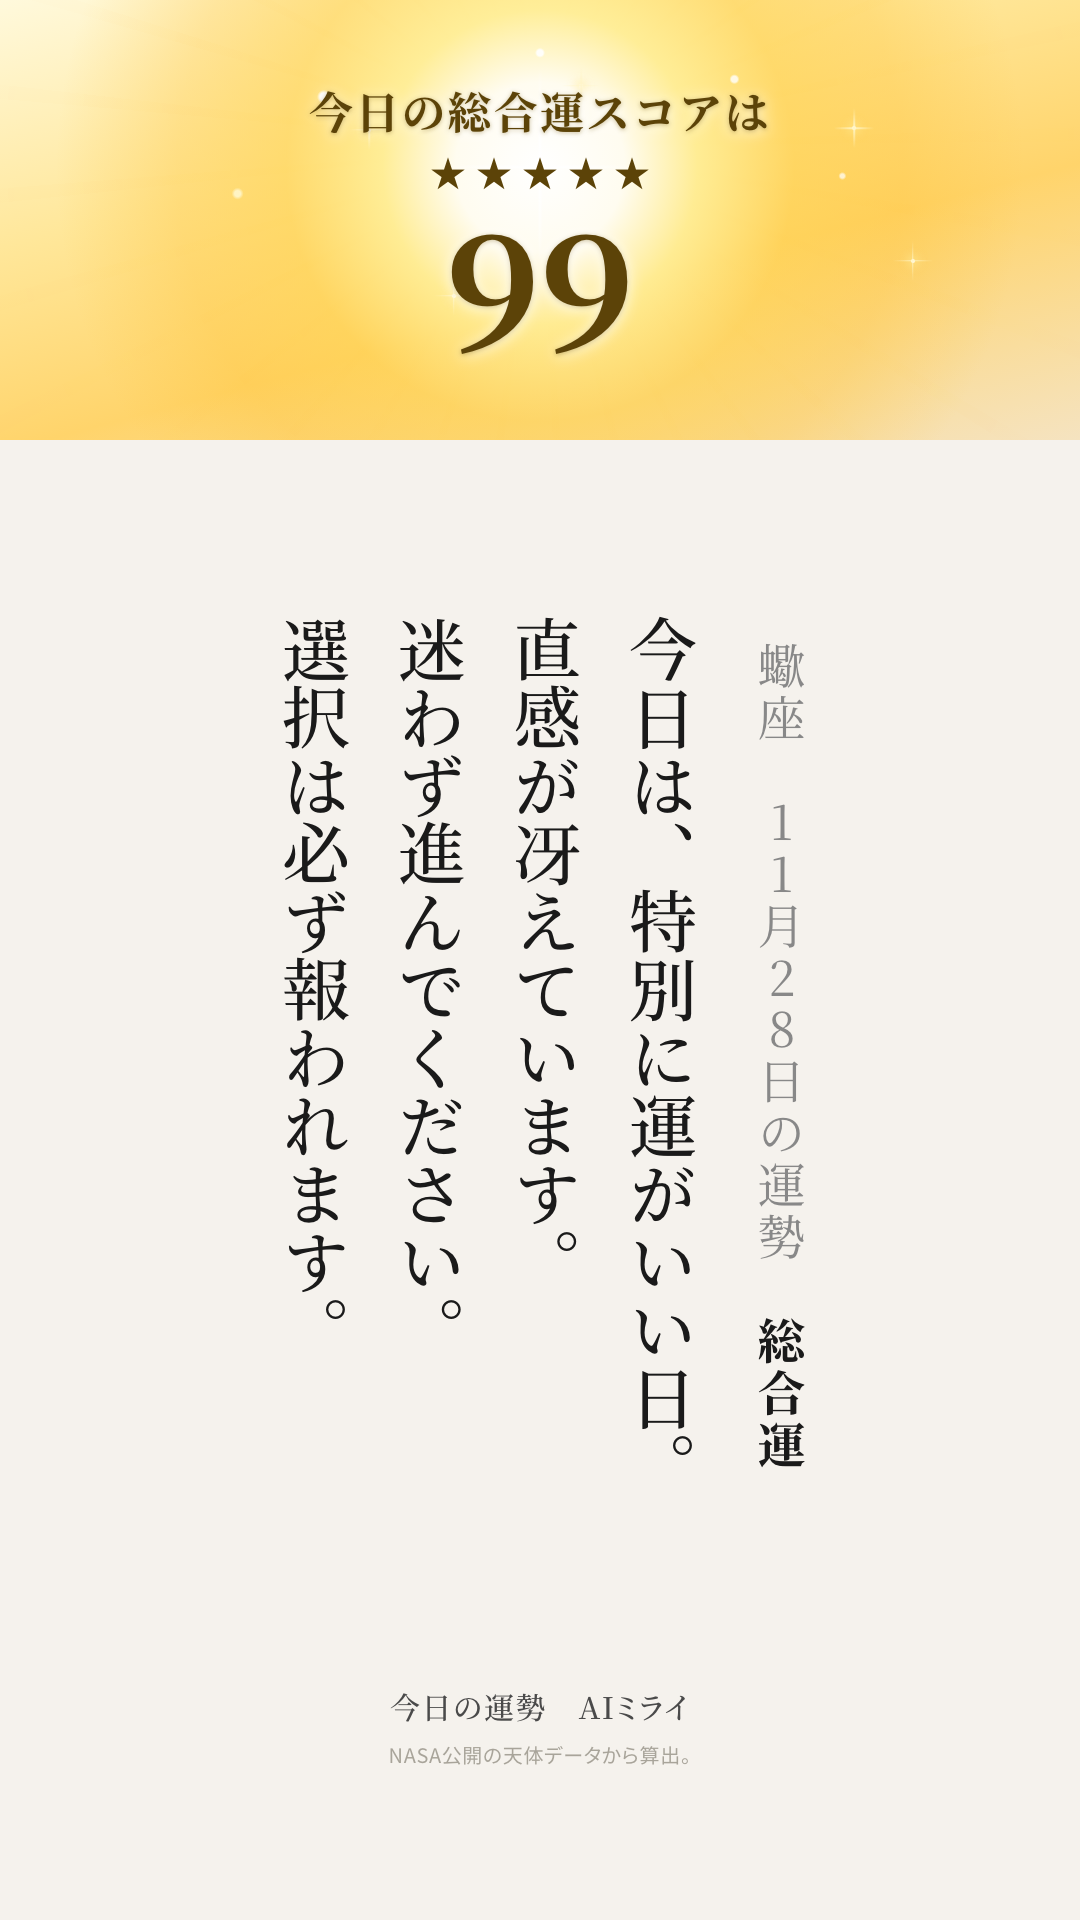 今日の総合運スコアは
★★★★★
99
蠍座　11月28日の運勢　総合運
今日は、特別に運がいい日。
直感が冴えています。
迷わず進んでください。
選択は必ず報われます。
今日の運勢　AIミライ
NASA公開の天体データから算出。